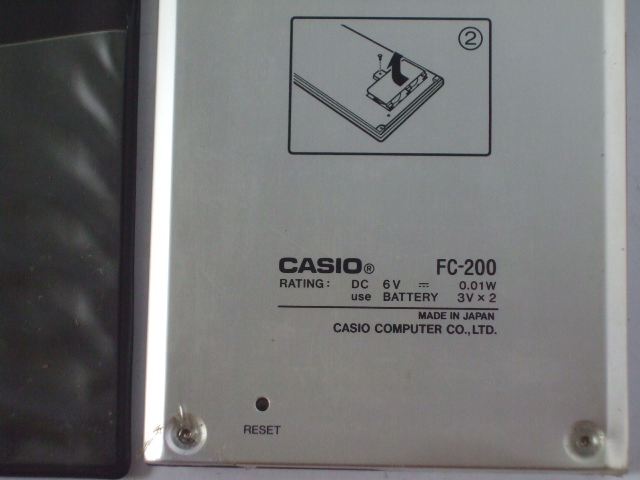 ②
CASIO® FC-200
RATING: DC 6V ⎓ 0.01W
use BATTERY 3V×2
MADE IN JAPAN
CASIO COMPUTER CO.,LTD.
RESET